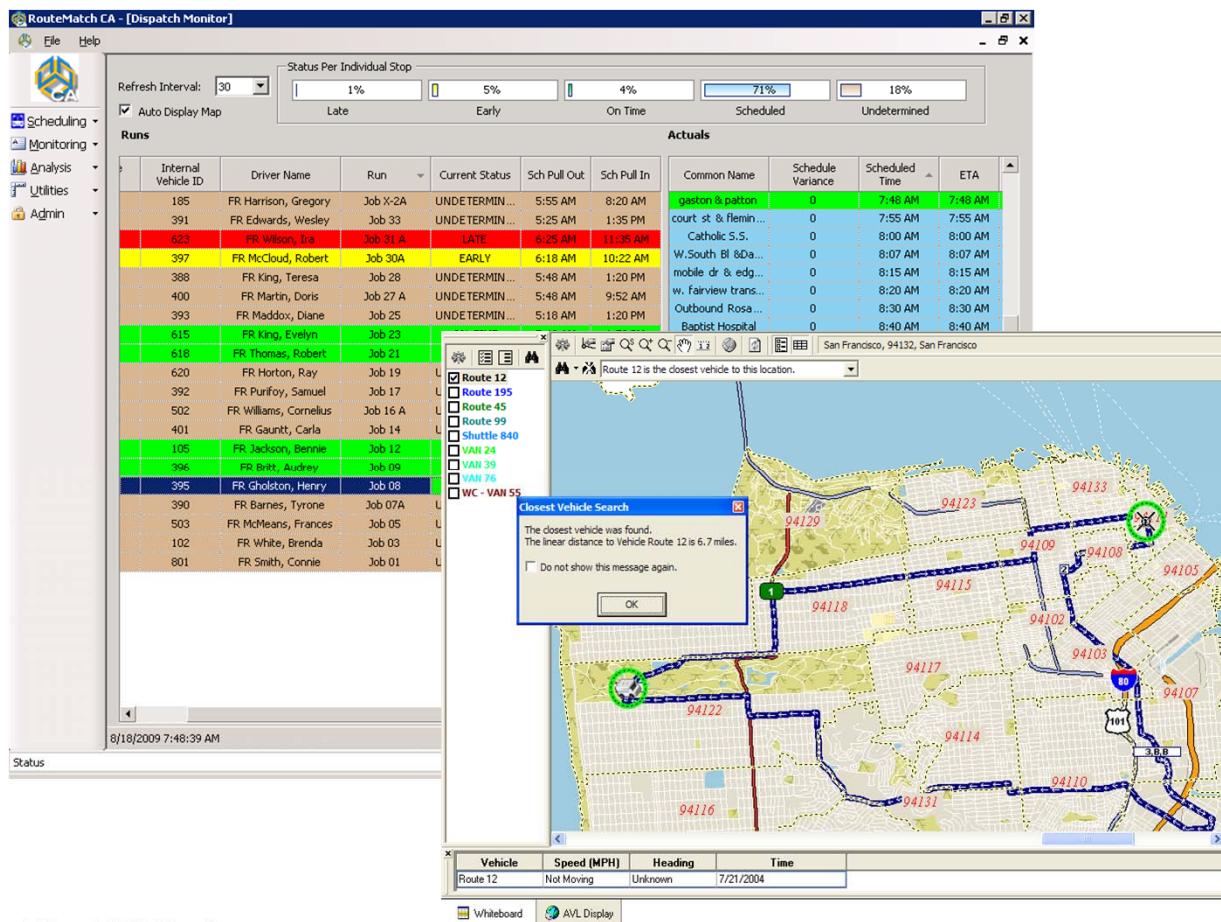 RouteMatch CA - [Dispatch Monitor]
File Help
CA
Scheduling
Monitoring
Analysis
Utilities
Admin
Refresh Interval: 30
Auto Display Map
Status Per Individual Stop
1% 5% 4% 71% 18%
Late Early On Time Scheduled Undetermined
Runs
Internal Vehicle ID Driver Name Run Current Status Sch Pull Out Sch Pull In
185 FR Harrison, Gregory Job X-2A UNDETERMIN... 5:55 AM 8:20 AM
391 FR Edwards, Wesley Job 33 UNDETERMIN... 5:25 AM 1:35 PM
623 FR Wilson, Ira Job 31 A LATE 6:25 AM 11:35 AM
397 FR McCloud, Robert Job 30A EARLY 6:18 AM 10:22 AM
388 FR King, Teresa Job 28 UNDETERMIN... 5:48 AM 1:20 PM
400 FR Martin, Doris Job 27 A UNDETERMIN... 5:48 AM 9:52 AM
393 FR Maddox, Diane Job 25 UNDETERMIN... 5:18 AM 1:20 PM
615 FR King, Evelyn Job 23
618 FR Thomas, Robert Job 21
620 FR Horton, Ray Job 19 U
392 FR Purifoy, Samuel Job 17 U
502 FR Williams, Cornelius Job 16 A U
401 FR Gauntt, Carla Job 14 U
105 FR Jackson, Bennie Job 12
396 FR Britt, Audrey Job 09
395 FR Gholston, Henry Job 08
390 FR Barnes, Tyrone Job 07A U
503 FR McMeans, Frances Job 05 U
102 FR White, Brenda Job 03 U
801 FR Smith, Connie Job 01 U
Actuals
Common Name Schedule Variance Scheduled Time ETA
gaston & patton 0 7:48 AM 7:48 AM
court st & flemin... 0 7:55 AM 7:55 AM
Catholic S.S. 0 8:00 AM 8:00 AM
W.South Bl &Da... 0 8:07 AM 8:07 AM
mobile dr & edg... 0 8:15 AM 8:15 AM
w. fairview trans... 0 8:20 AM 8:20 AM
Outbound Rosa ... 0 8:30 AM 8:30 AM
Baptist Hospital 0 8:40 AM 8:40 AM
8/18/2009 7:48:39 AM
Status
San Francisco, 94132, San Francisco
Route 12 is the closest vehicle to this location.
Route 12
Route 195
Route 45
Route 99
Shuttle 840
VAN 24
VAN 39
VAN 76
WC - VAN 55
Closest Vehicle Search
The closest vehicle was found.
The linear distance to Vehicle Route 12 is 6.7 miles.
Do not show this message again.
OK
94133
94123
94129
94109
94108
94105
94115
1
94118
2
94102
94103
94117
80
94107
94122
101
94114
3,8,B
94110
94131
94116
Vehicle Speed (MPH) Heading Time
Route 12 Not Moving Unknown 7/21/2004
Whiteboard AVL Display